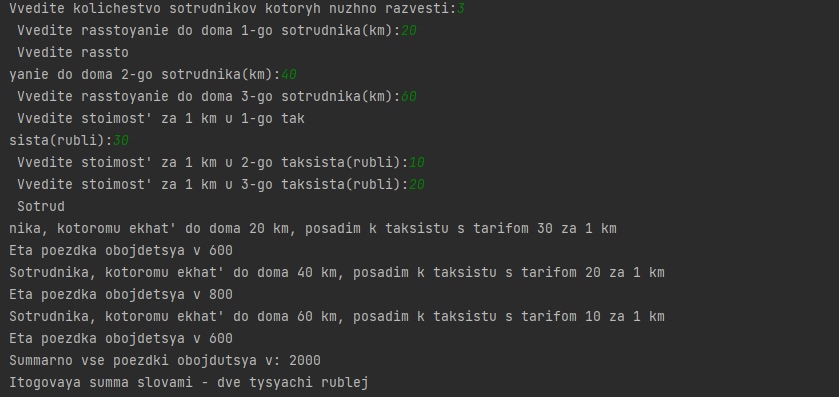 Vvedite kolichestvo sotrudnikov kotoryh nuzhno razvesti:3
Vvedite rasstoyanie do doma 1-go sotrudnika(km):20
Vvedite rassto
yanie do doma 2-go sotrudnika(km):40
Vvedite rasstoyanie do doma 3-go sotrudnika(km):60
Vvedite stoimost' za 1 km u 1-go tak
sista(rubli):30
Vvedite stoimost' za 1 km u 2-go taksista(rubli):10
Vvedite stoimost' za 1 km u 3-go taksista(rubli):20
Sotrud
nika, kotoromu ekhat' do doma 20 km, posadim k taksistu s tarifom 30 za 1 km
Eta poezdka obojdetsya v 600
Sotrudnika, kotoromu ekhat' do doma 40 km, posadim k taksistu s tarifom 20 za 1 km
Eta poezdka obojdetsya v 800
Sotrudnika, kotoromu ekhat' do doma 60 km, posadim k taksistu s tarifom 10 za 1 km
Eta poezdka obojdetsya v 600
Summarno vse poezdki obojdutsya v: 2000
Itogovaya summa slovami - dve tysyachi rublej